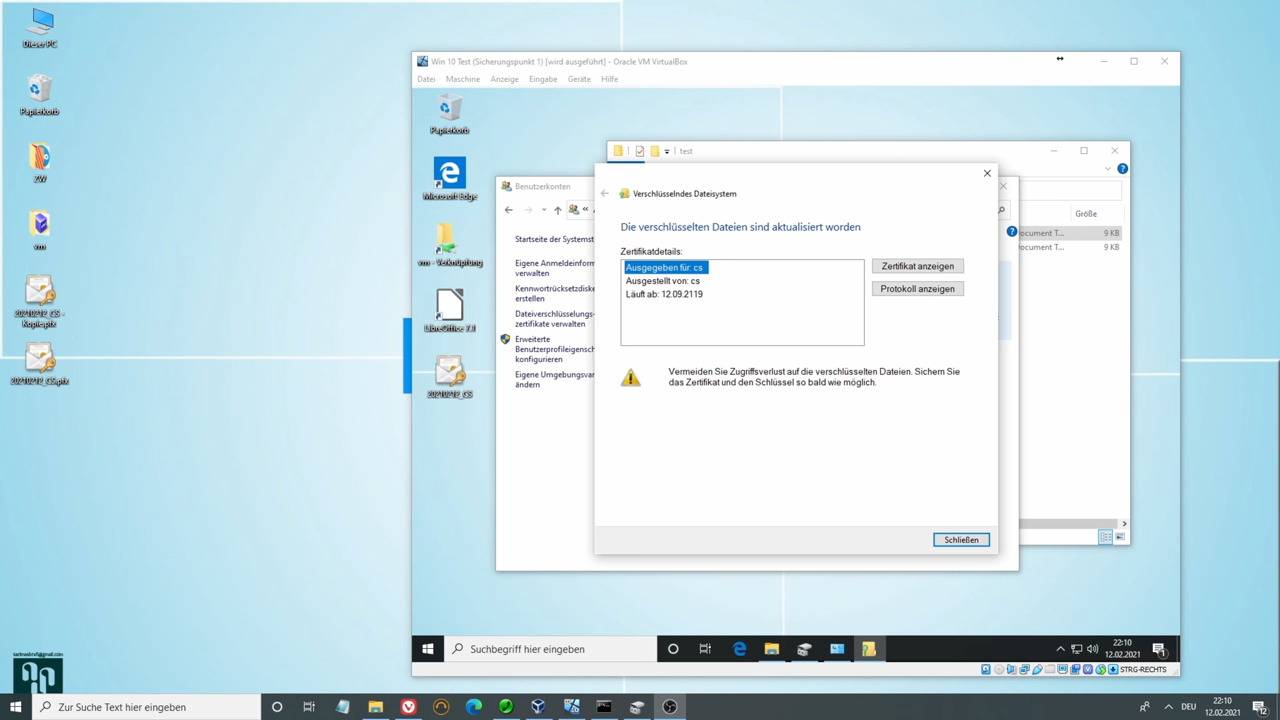 Dieser PC
Papierkorb
ZW
vm
20210212_CS -
Kopie.pfx
20210212_CS.pfx
Win 10 Test (Sicherungspunkt 1) [wird ausgeführt] - Oracle VM VirtualBox
Datei Maschine Anzeige Eingabe Geräte Hilfe
Papierkorb
Microsoft Edge
vm - Verknüpfung
LibreOffice 7.1
20210212_CS
test
Größe
ocument T... 9 KB
ocument T... 9 KB
Benutzerkonten
Startseite der Systemst
Eigene Anmeldeinform
verwalten
Kennwortrücksetzdiske
erstellen
Dateiverschlüsselungs-
zertifikate verwalten
Erweiterte
Benutzerprofileigensch
konfigurieren
Eigene Umgebungsvar
ändern
Verschlüsselndes Dateisystem
Die verschlüsselten Dateien sind aktualisiert worden
Zertifikatdetails:
Ausgegeben für: cs
Ausgestellt von: cs
Läuft ab: 12.09.2119
Zertifikat anzeigen
Protokoll anzeigen
Vermeiden Sie Zugriffsverlust auf die verschlüsselten Dateien. Sichern Sie
das Zertifikat und den Schlüssel so bald wie möglich.
Schließen
Suchbegriff hier eingeben
22:10
12.02.2021
STRG-RECHTS
Zur Suche Text hier eingeben
DEU
22:10
12.02.2021
12